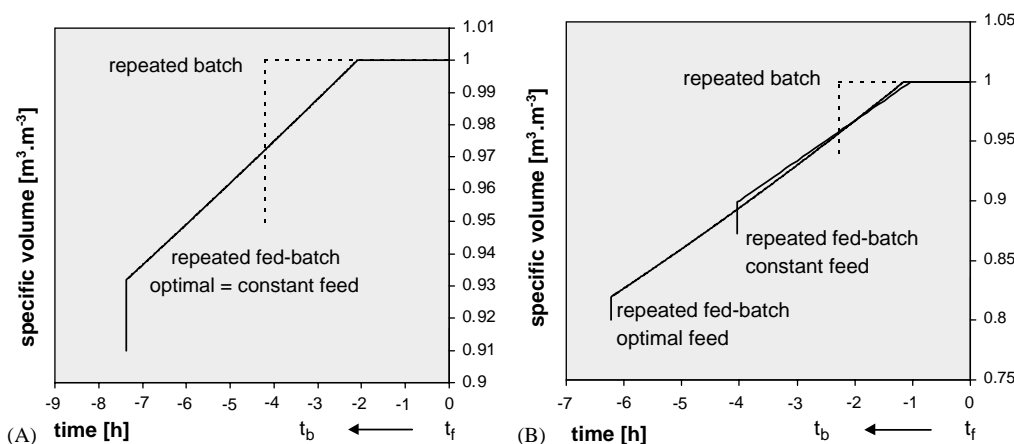 1.01
1
0.99
0.98
0.97
0.96
0.95
0.94
0.93
0.92
0.91
0.9
specific volume [m³.m⁻³]
repeated batch
repeated fed-batch
optimal = constant feed
-9 -8 -7 -6 -5 -4 -3 -2 -1 0
(A) time [h] t_b t_f
1.05
1
0.95
0.9
0.85
0.8
0.75
specific volume [m³.m⁻³]
repeated batch
repeated fed-batch
constant feed
repeated fed-batch
optimal feed
-7 -6 -5 -4 -3 -2 -1 0
(B) time [h] t_b t_f